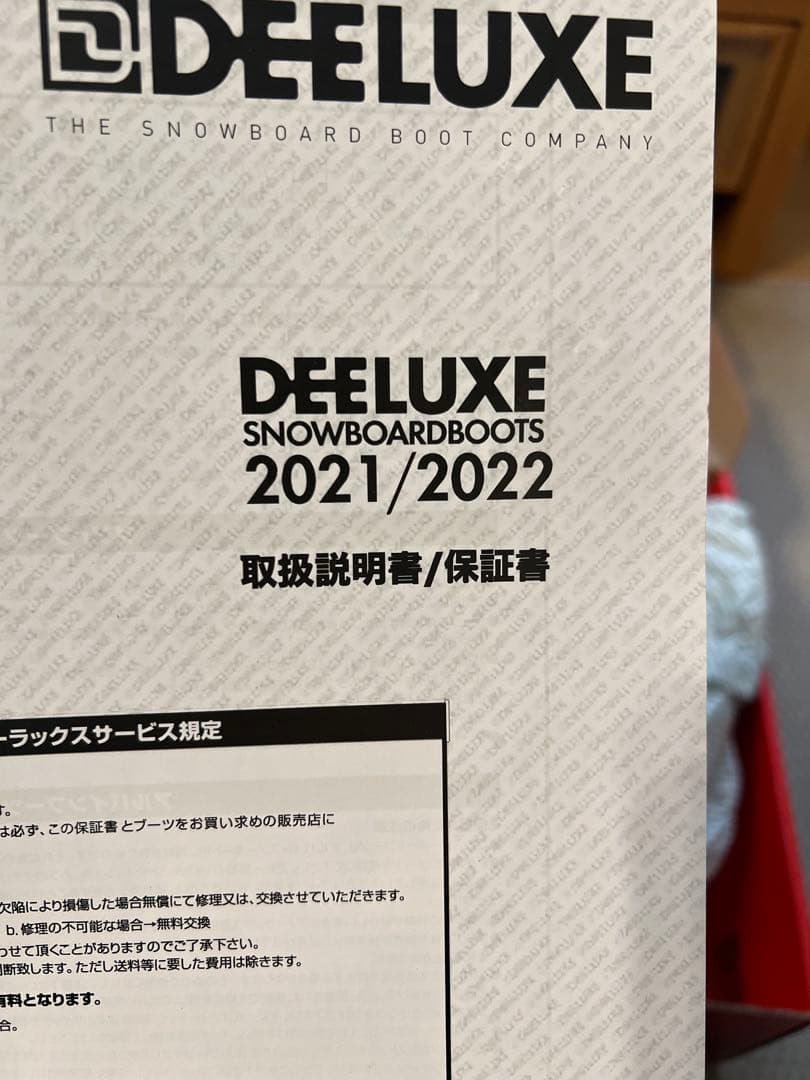 DEELUXE
THE SNOWBOARD BOOT COMPANY
DEELUXE
SNOWBOARDBOOTS
2021/2022
取扱説明書/保証書
ーラックスサービス規定
す。
は必ず、この保証書とブーツをお買い求めの販売店に
欠陥により損傷した場合無償にて修理又は、交換させていただきます。
b.修理の不可能な場合→無料交換
わせて頂くことがありますのでご了承下さい。
判断致します。ただし送料等に要した費用は除きます。
有料となります。
合。